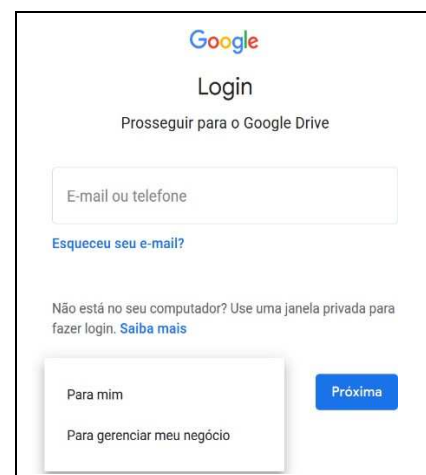 Google
Login
Prosseguir para o Google Drive
E-mail ou telefone
Esqueceu seu e-mail?
Não está no seu computador? Use uma janela privada para
fazer login. Saiba mais
Para mim
Próxima
Para gerenciar meu negócio